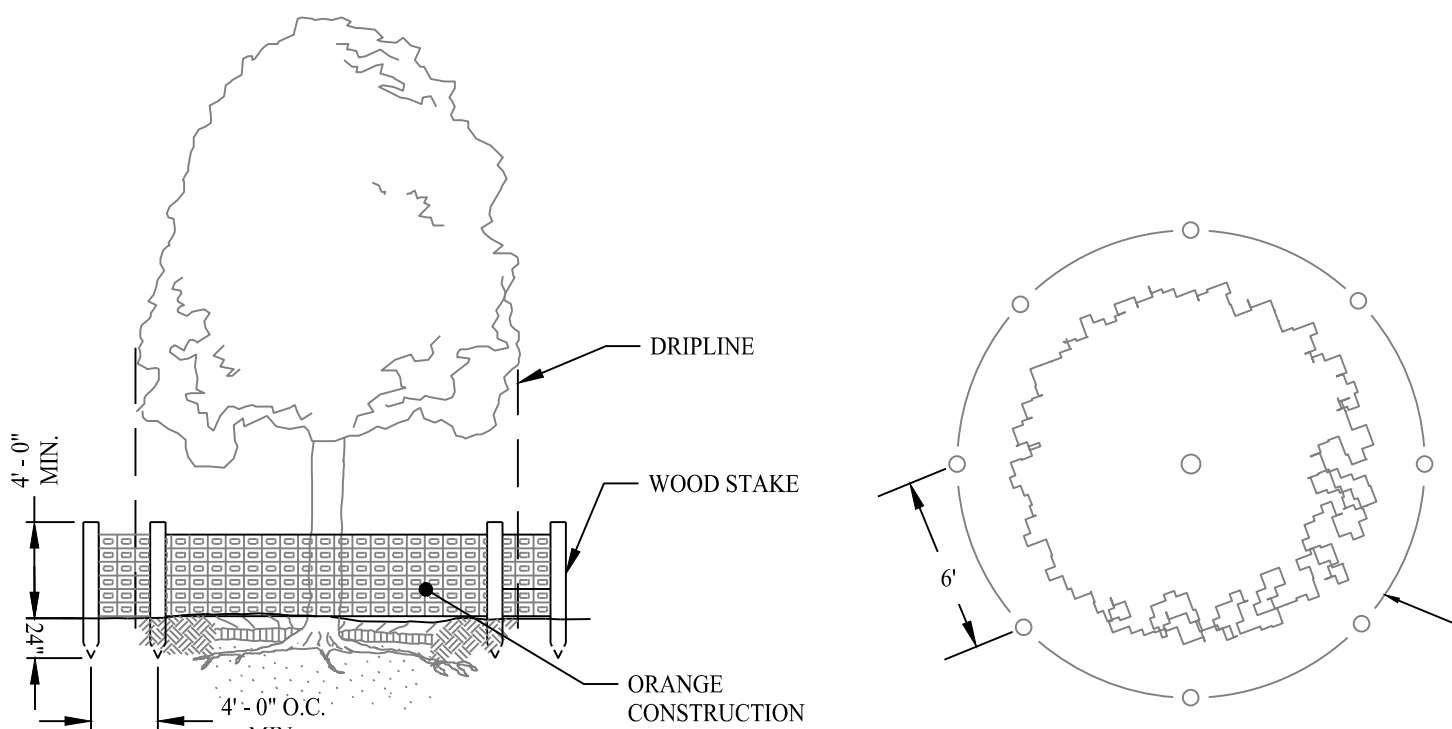 DRIPLINE
4' - 0"
MIN.
WOOD STAKE
6'
24"
ORANGE
CONSTRUCTION
4' - 0" O.C.